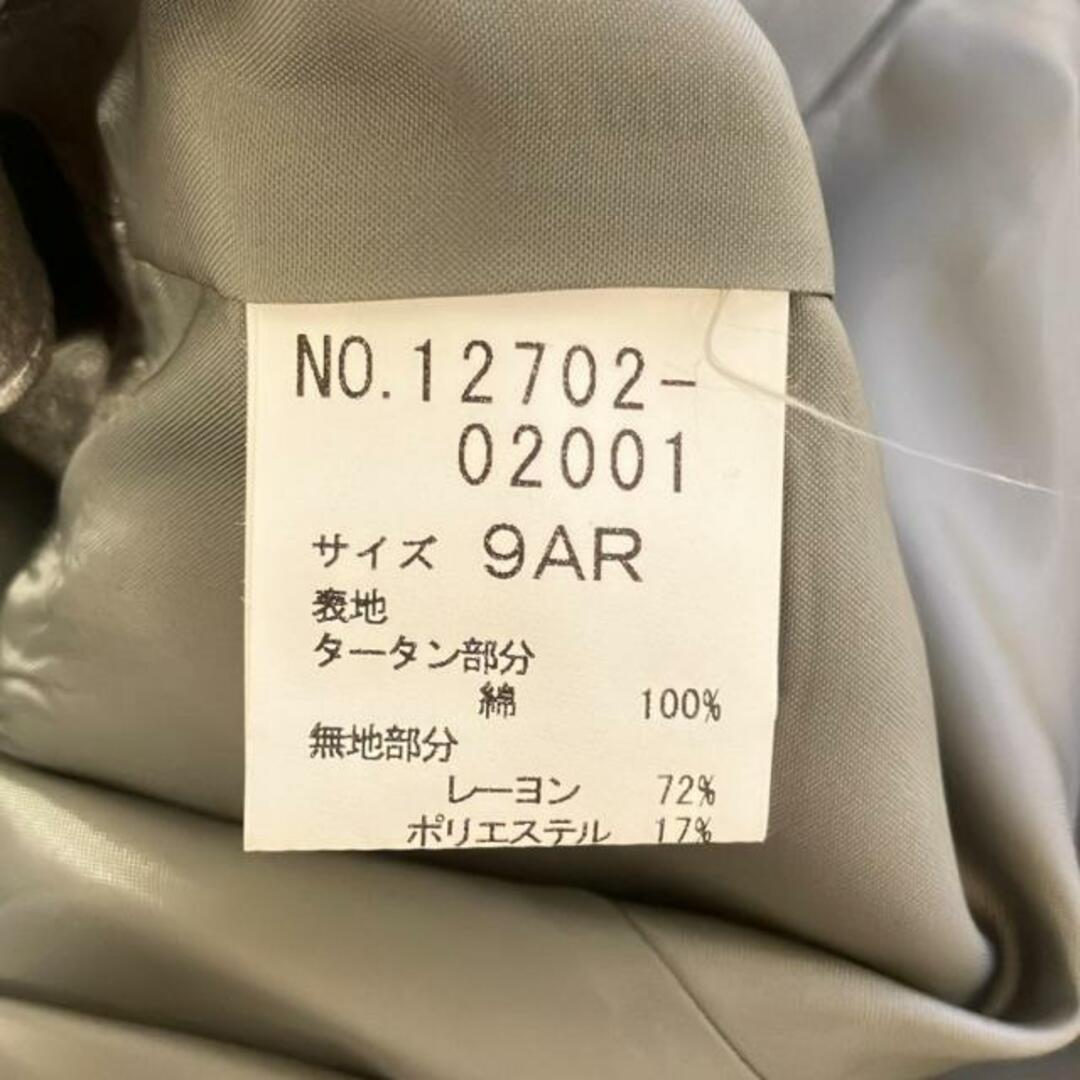 NO.12702-
02001
サイズ 9AR
表地
タータン部分
綿 100%
無地部分
レーヨン 72%
ポリエステル 17%